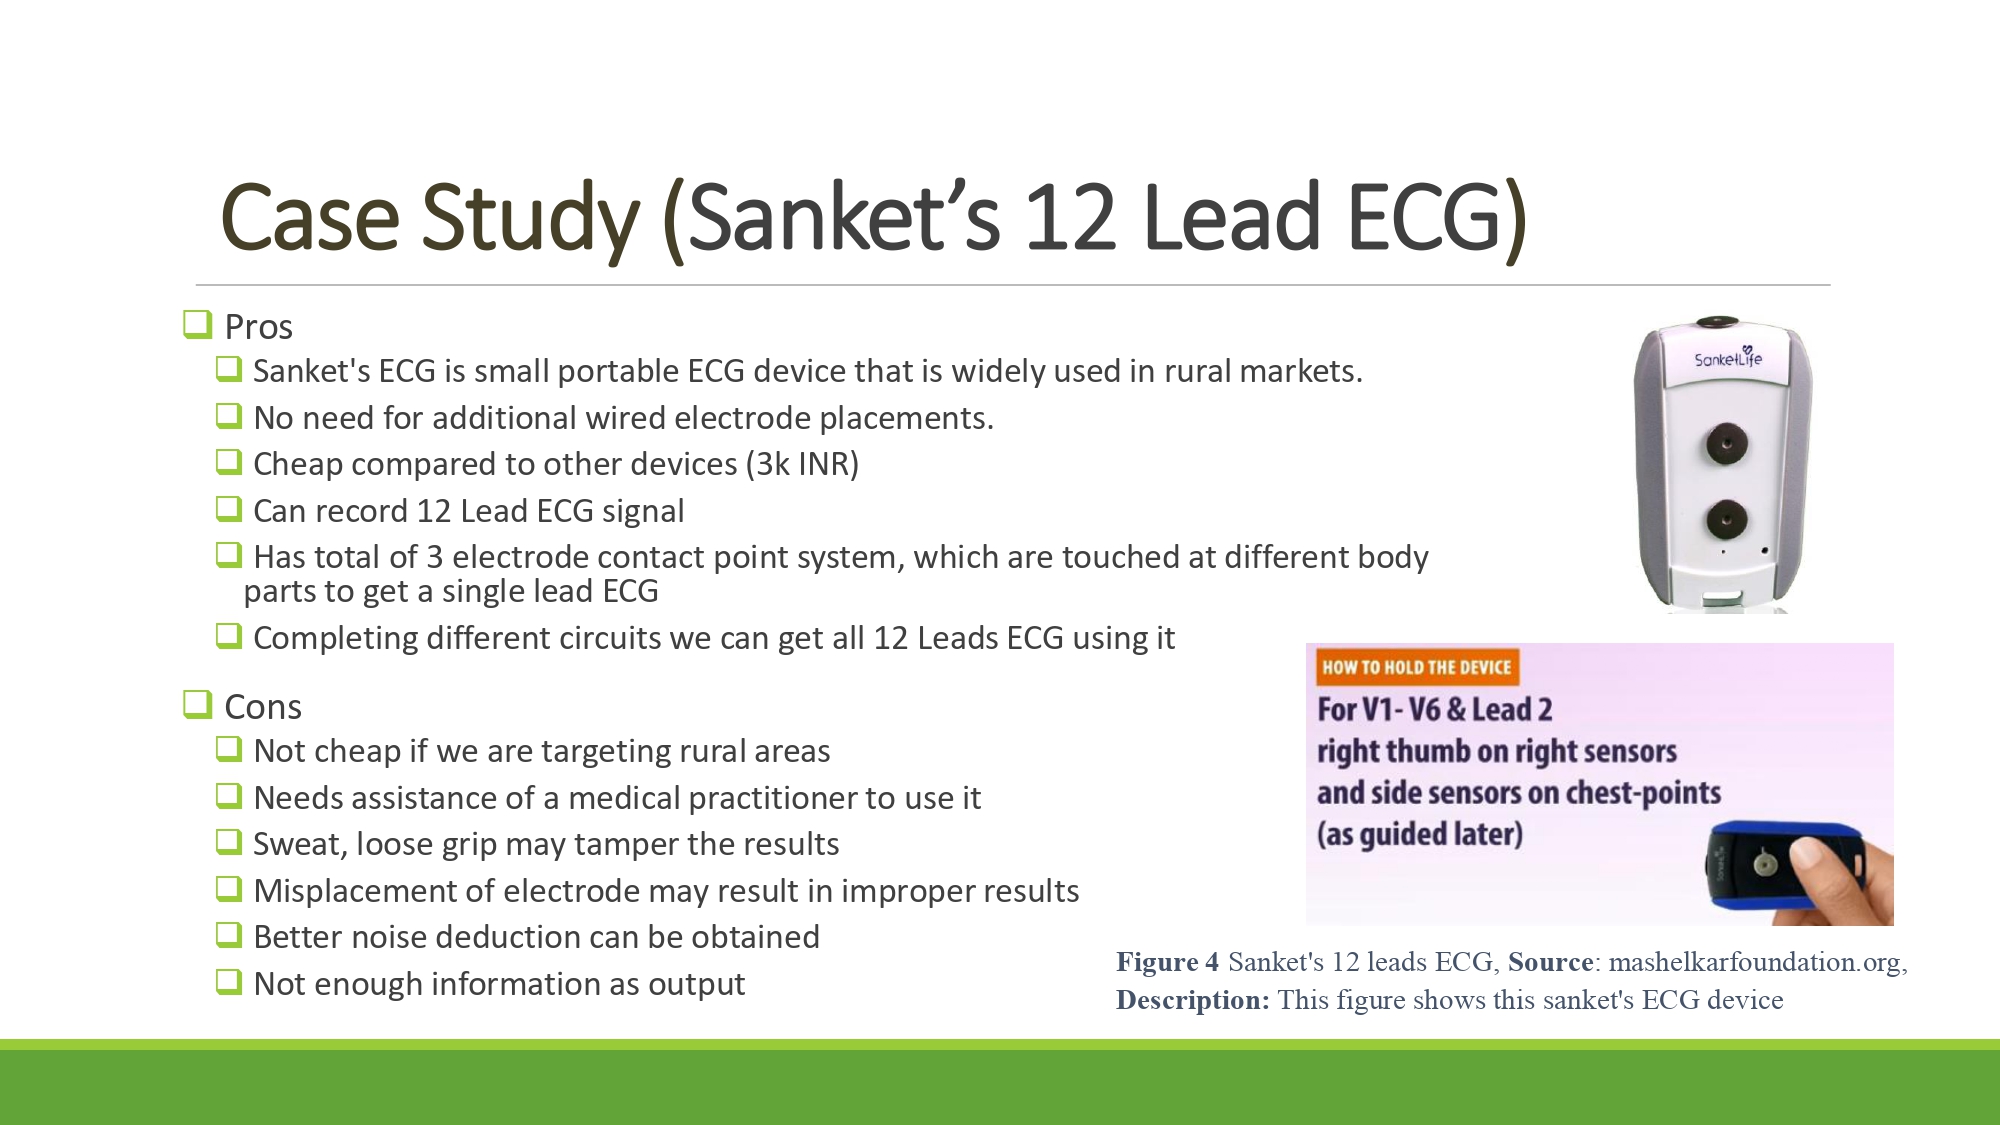 Case Study (Sanket’s 12 Lead ECG)
Pros
Sanket's ECG is small portable ECG device that is widely used in rural markets.
No need for additional wired electrode placements.
Cheap compared to other devices (3k INR)
Can record 12 Lead ECG signal
Has total of 3 electrode contact point system, which are touched at different body
parts to get a single lead ECG
Completing different circuits we can get all 12 Leads ECG using it
Cons
Not cheap if we are targeting rural areas
Needs assistance of a medical practitioner to use it
Sweat, loose grip may tamper the results
Misplacement of electrode may result in improper results
Better noise deduction can be obtained
Not enough information as output
SanketLife
HOW TO HOLD THE DEVICE
For V1- V6 & Lead 2
right thumb on right sensors
and side sensors on chest-points
(as guided later)
SanketLife
Figure 4 Sanket's 12 leads ECG, Source: mashelkarfoundation.org,
Description: This figure shows this sanket's ECG device